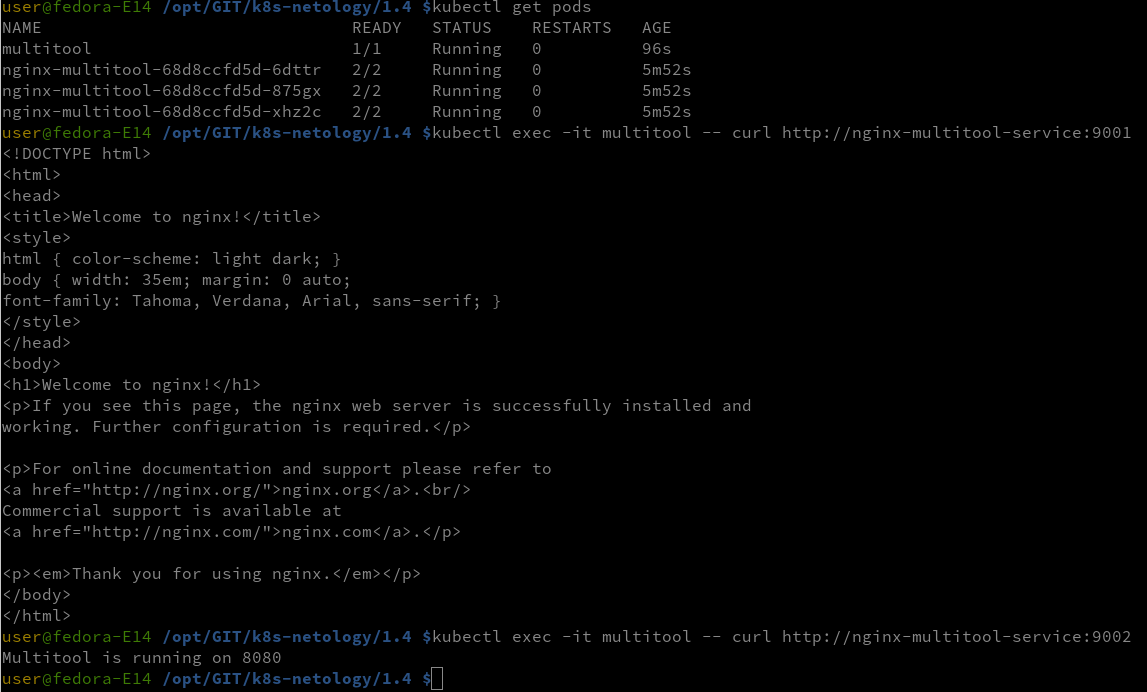 user@fedora-E14 /opt/GIT/k8s-netology/1.4 $kubectl get pods
NAME                               READY   STATUS    RESTARTS   AGE
multitool                          1/1     Running   0          96s
nginx-multitool-68d8ccfd5d-6dttr   2/2     Running   0          5m52s
nginx-multitool-68d8ccfd5d-875gx   2/2     Running   0          5m52s
nginx-multitool-68d8ccfd5d-xhz2c   2/2     Running   0          5m52s
user@fedora-E14 /opt/GIT/k8s-netology/1.4 $kubectl exec -it multitool -- curl http://nginx-multitool-service:9001
<!DOCTYPE html>
<html>
<head>
<title>Welcome to nginx!</title>
<style>
html { color-scheme: light dark; }
body { width: 35em; margin: 0 auto;
font-family: Tahoma, Verdana, Arial, sans-serif; }
</style>
</head>
<body>
<h1>Welcome to nginx!</h1>
<p>If you see this page, the nginx web server is successfully installed and
working. Further configuration is required.</p>

<p>For online documentation and support please refer to
<a href="http://nginx.org/">nginx.org</a>.<br/>
Commercial support is available at
<a href="http://nginx.com/">nginx.com</a>.</p>

<p><em>Thank you for using nginx.</em></p>
</body>
</html>
user@fedora-E14 /opt/GIT/k8s-netology/1.4 $kubectl exec -it multitool -- curl http://nginx-multitool-service:9002
Multitool is running on 8080
user@fedora-E14 /opt/GIT/k8s-netology/1.4 $